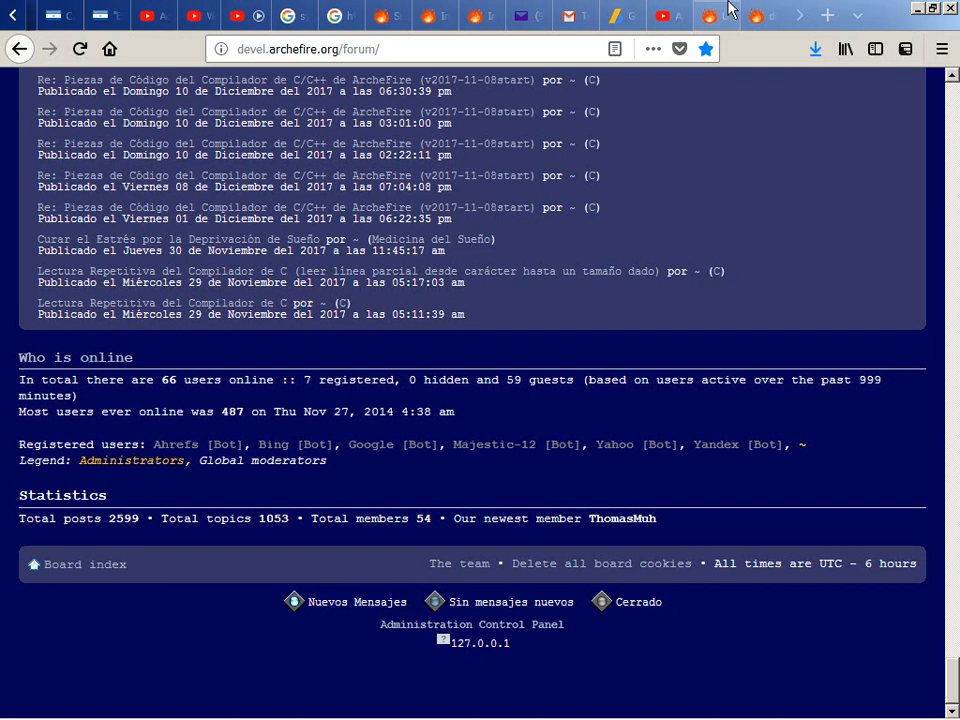 devel.archefire.org/forum/
Re: Piezas de Código del Compilador de C/C++ de ArcheFire (v2017-11-08start) por ~ (C)
Publicado el Domingo 10 de Diciembre del 2017 a las 06:30:39 pm
Re: Piezas de Código del Compilador de C/C++ de ArcheFire (v2017-11-08start) por ~ (C)
Publicado el Domingo 10 de Diciembre del 2017 a las 03:01:00 pm
Re: Piezas de Código del Compilador de C/C++ de ArcheFire (v2017-11-08start) por ~ (C)
Publicado el Domingo 10 de Diciembre del 2017 a las 02:22:11 pm
Re: Piezas de Código del Compilador de C/C++ de ArcheFire (v2017-11-08start) por ~ (C)
Publicado el Viernes 08 de Diciembre del 2017 a las 07:04:08 pm
Re: Piezas de Código del Compilador de C/C++ de ArcheFire (v2017-11-08start) por ~ (C)
Publicado el Viernes 01 de Diciembre del 2017 a las 06:22:35 pm
Curar el Estrés por la Deprivación de Sueño por ~ (Medicina del Sueño)
Publicado el Jueves 30 de Noviembre del 2017 a las 11:45:17 am
Lectura Repetitiva del Compilador de C (leer línea parcial desde carácter hasta un tamaño dado) por ~ (C)
Publicado el Miércoles 29 de Noviembre del 2017 a las 05:17:03 am
Lectura Repetitiva del Compilador de C por ~ (C)
Publicado el Miércoles 29 de Noviembre del 2017 a las 05:11:39 am
Who is online
In total there are 66 users online :: 7 registered, 0 hidden and 59 guests (based on users active over the past 999
minutes)
Most users ever online was 487 on Thu Nov 27, 2014 4:38 am
Registered users: Ahrefs [Bot], Bing [Bot], Google [Bot], Majestic-12 [Bot], Yahoo [Bot], Yandex [Bot], ~
Legend: Administrators, Global moderators
Statistics
Total posts 2599 • Total topics 1053 • Total members 54 • Our newest member ThomasMuh
Board index The team • Delete all board cookies • All times are UTC - 6 hours
Nuevos Mensajes Sin mensajes nuevos Cerrado
Administration Control Panel
127.0.0.1